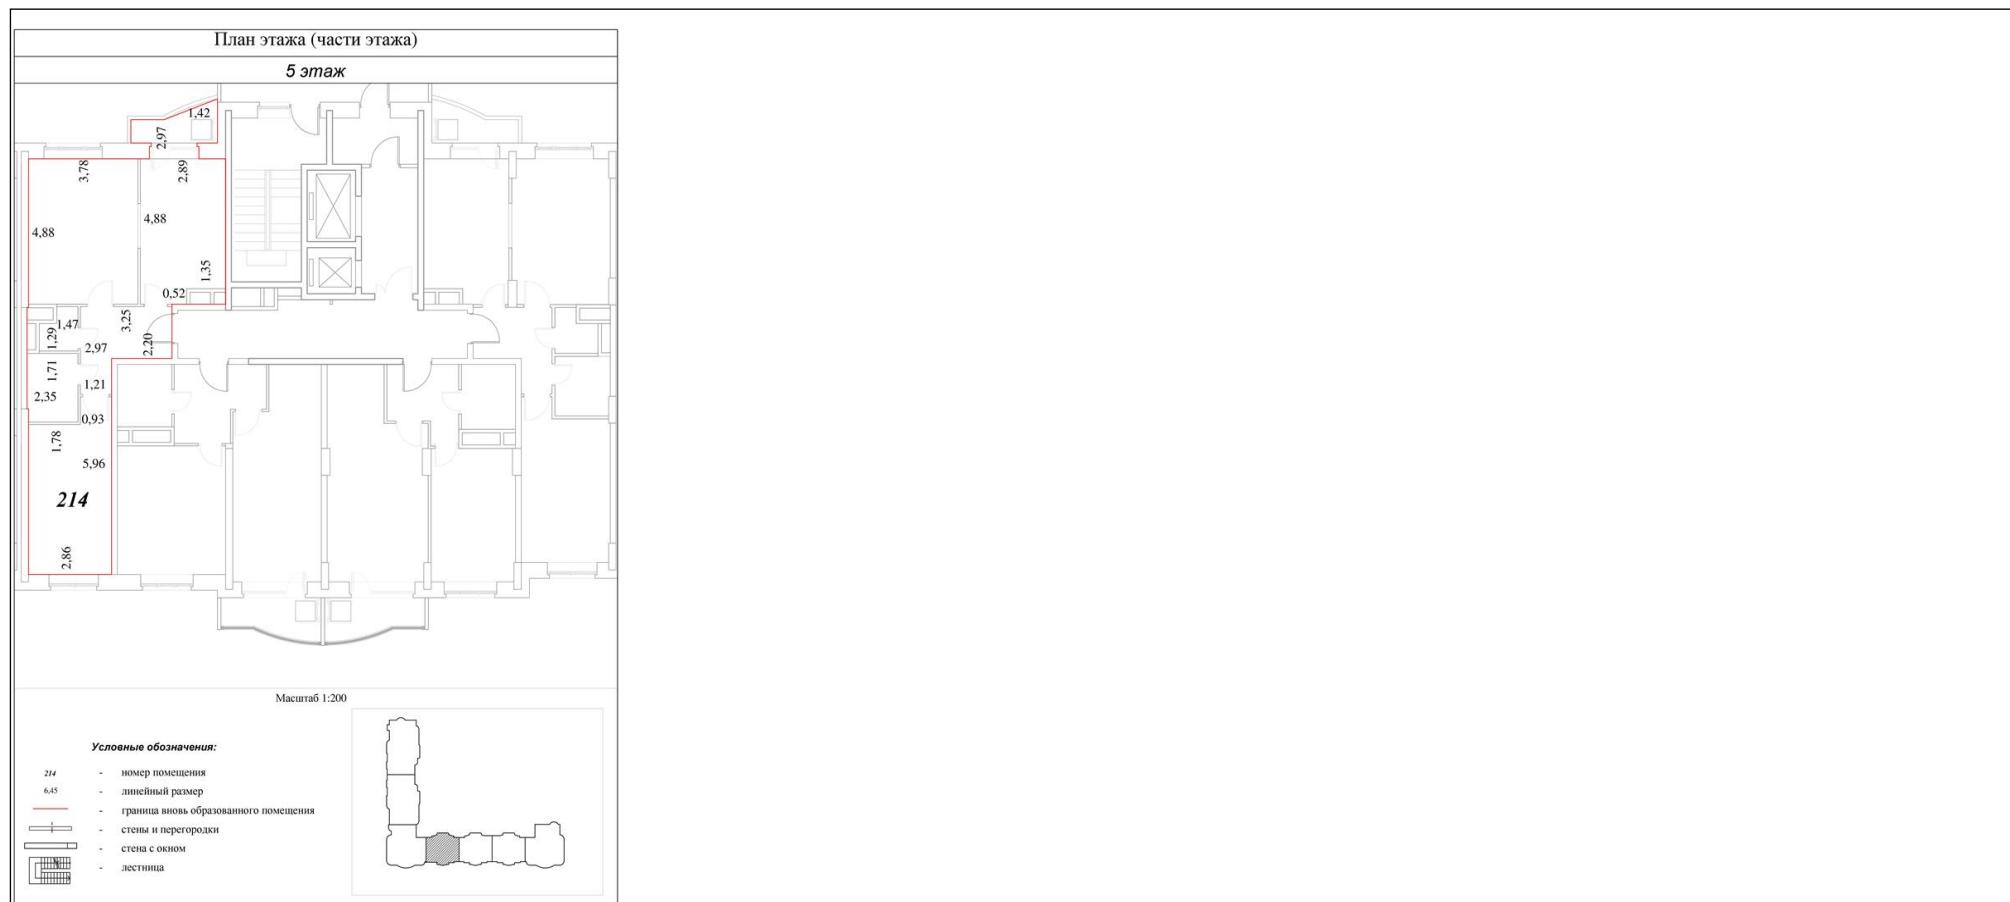 План этажа (части этажа)
5 этаж
1,42
2,97
3,78
2,89
4,88
4,88
1,35
0,52
3,25
1,47
1,29
2,20
2,97
1,71
1,21
2,35
0,93
1,78
5,96
214
2,86
Масштаб 1:200
Условные обозначения:
214 - номер помещения
6,45 - линейный размер
- граница вновь образованного помещения
- стены и перегородки
- стена с окном
- лестница